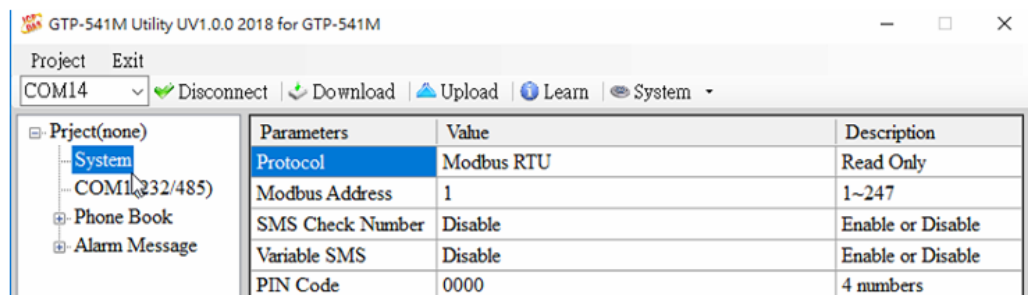 GTP-541M Utility UV1.0.0 2018 for GTP-541M
Project Exit
COM14 Disconnect Download Upload Learn System
Prject(none)
System
COM1(232/485)
Phone Book
Alarm Message
Parameters Value Description
Protocol Modbus RTU Read Only
Modbus Address 1 1~247
SMS Check Number Disable Enable or Disable
Variable SMS Disable Enable or Disable
PIN Code 0000 4 numbers